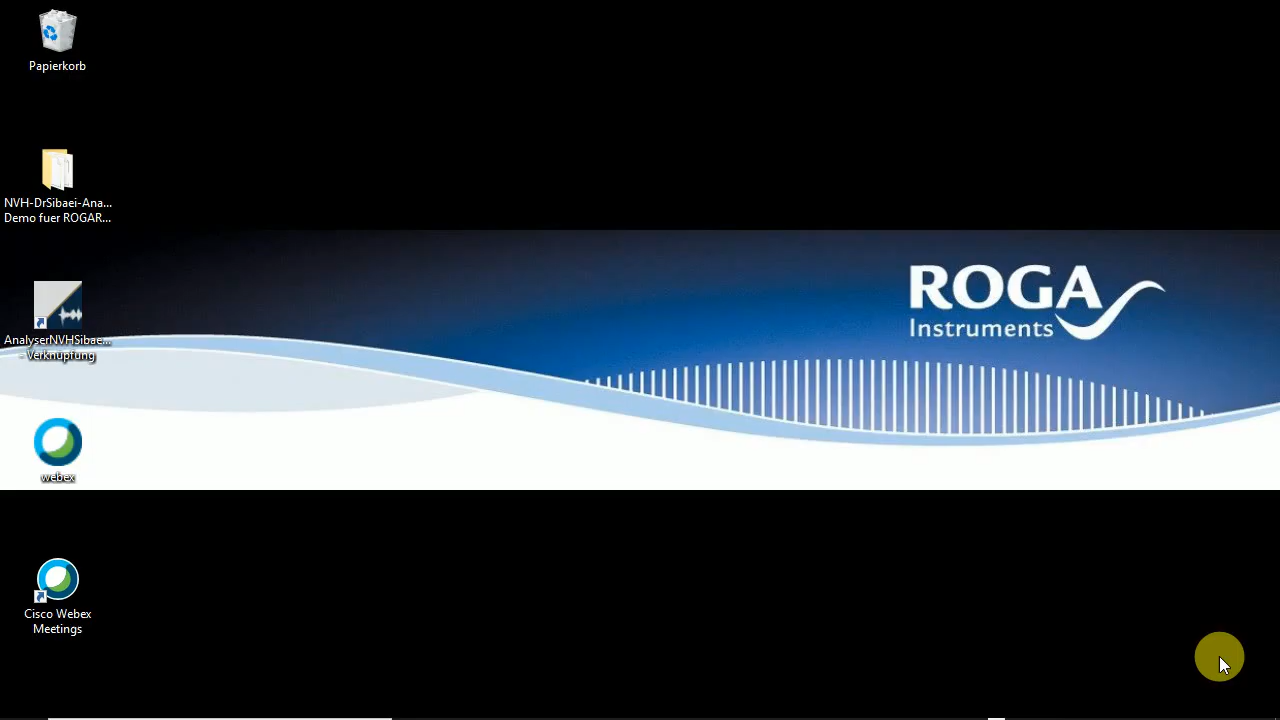 Papierkorb
NVH-DrSibaei-Ana...
Demo fuer ROGAR...
AnalyserNVHSibae...
- Verknüpfung
webex
Cisco Webex
Meetings
ROGA
Instruments